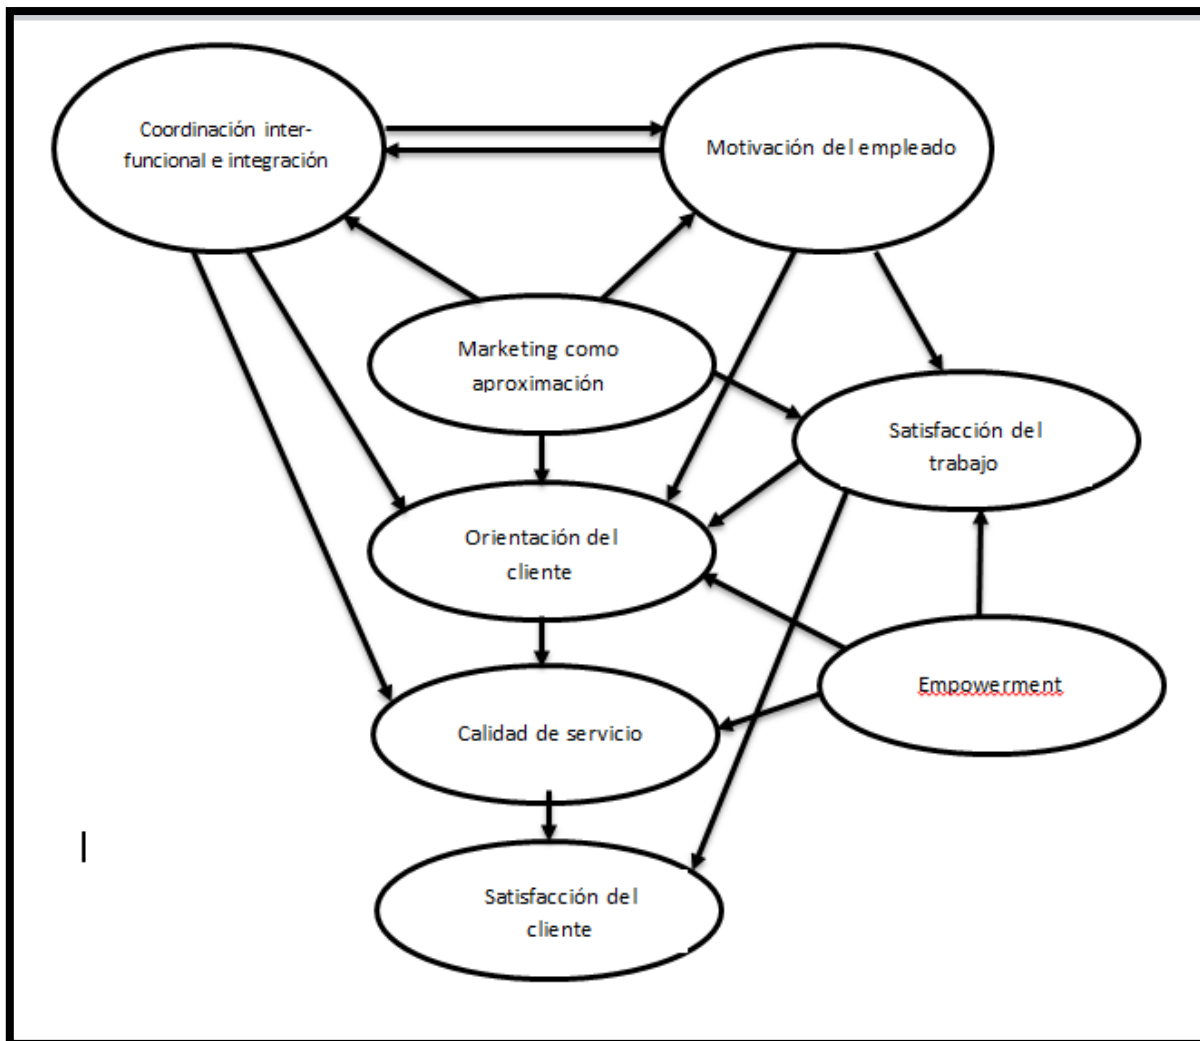 Coordinación inter-
funcional e integración
Motivación del empleado
Marketing como
aproximación
Satisfacción del
trabajo
Orientación del
cliente
Empowerment
Calidad de servicio
Satisfacción del
cliente